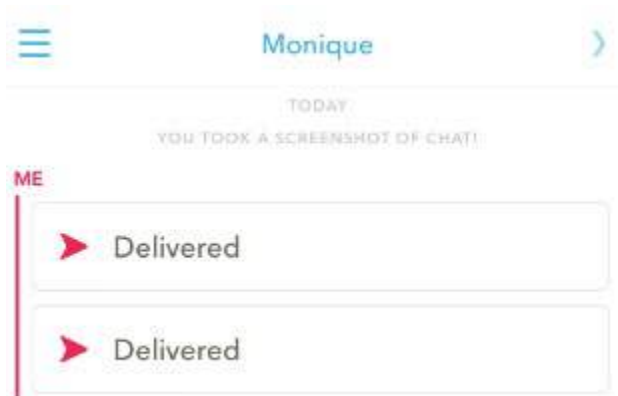 Monique
TODAY
YOU TOOK A SCREENSHOT OF CHAT!
ME
Delivered
Delivered